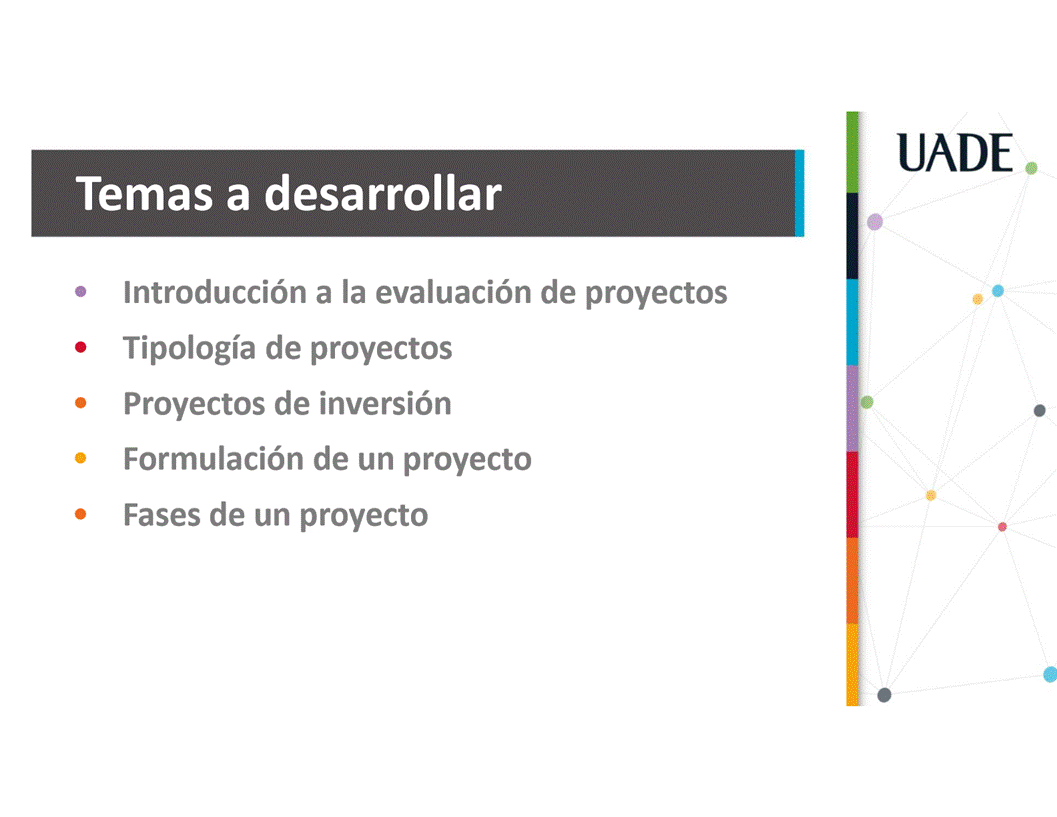 UADE
Temas a desarrollar
• Introducción a la evaluación de proyectos
• Tipología de proyectos
• Proyectos de inversión
• Formulación de un proyecto
• Fases de un proyecto